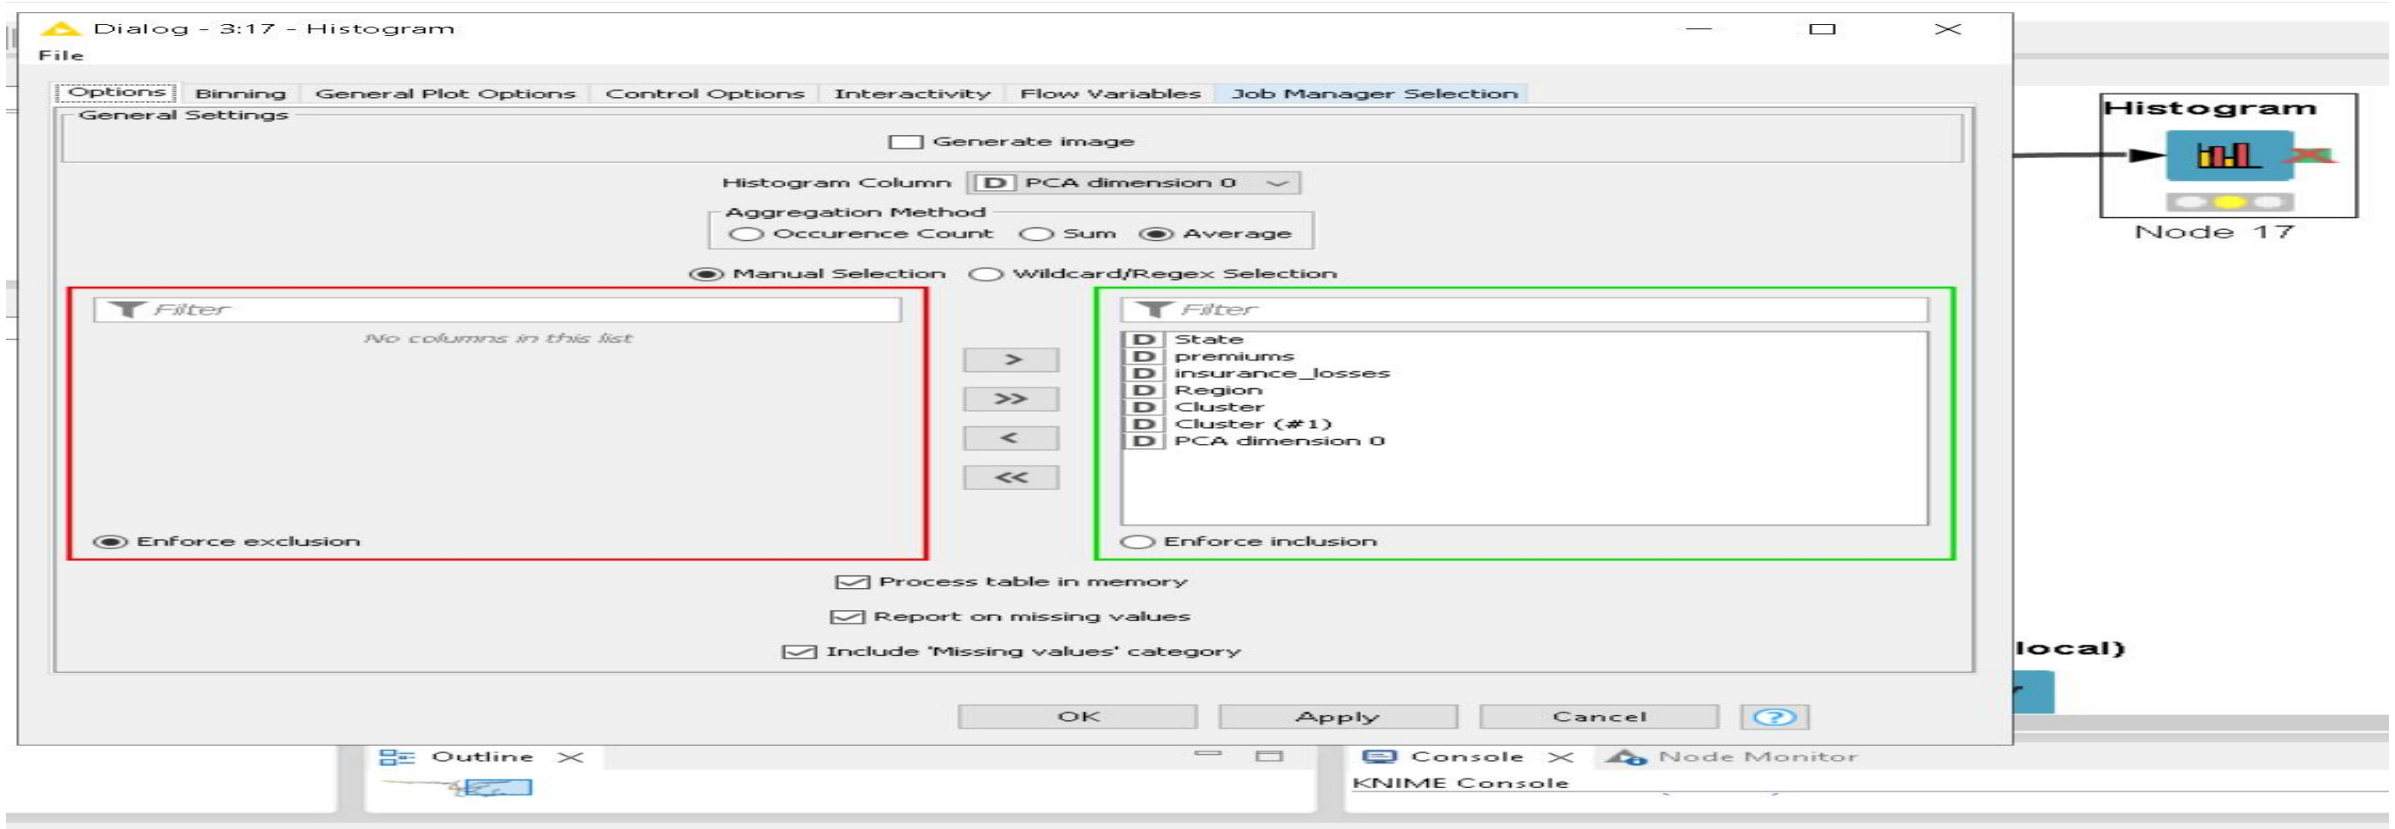 Dialog - 3:17 - Histogram
File
Options Binning General Plot Options Control Options Interactivity Flow Variables Job Manager Selection
General Settings
Generate image
Histogram Column D PCA dimension 0
Aggregation Method
Occurence Count Sum Average
Manual Selection Wildcard/Regex Selection
Filter
No columns in this list
Enforce exclusion
>
>>
<
<<
Filter
D State
D premiums
D insurance_losses
D Region
D Cluster
D Cluster (#1)
D PCA dimension 0
Enforce inclusion
Process table in memory
Report on missing values
Include 'Missing values' category
OK Apply Cancel ?
Histogram
Node 17
local)
Outline
Console Node Monitor
KNIME Console